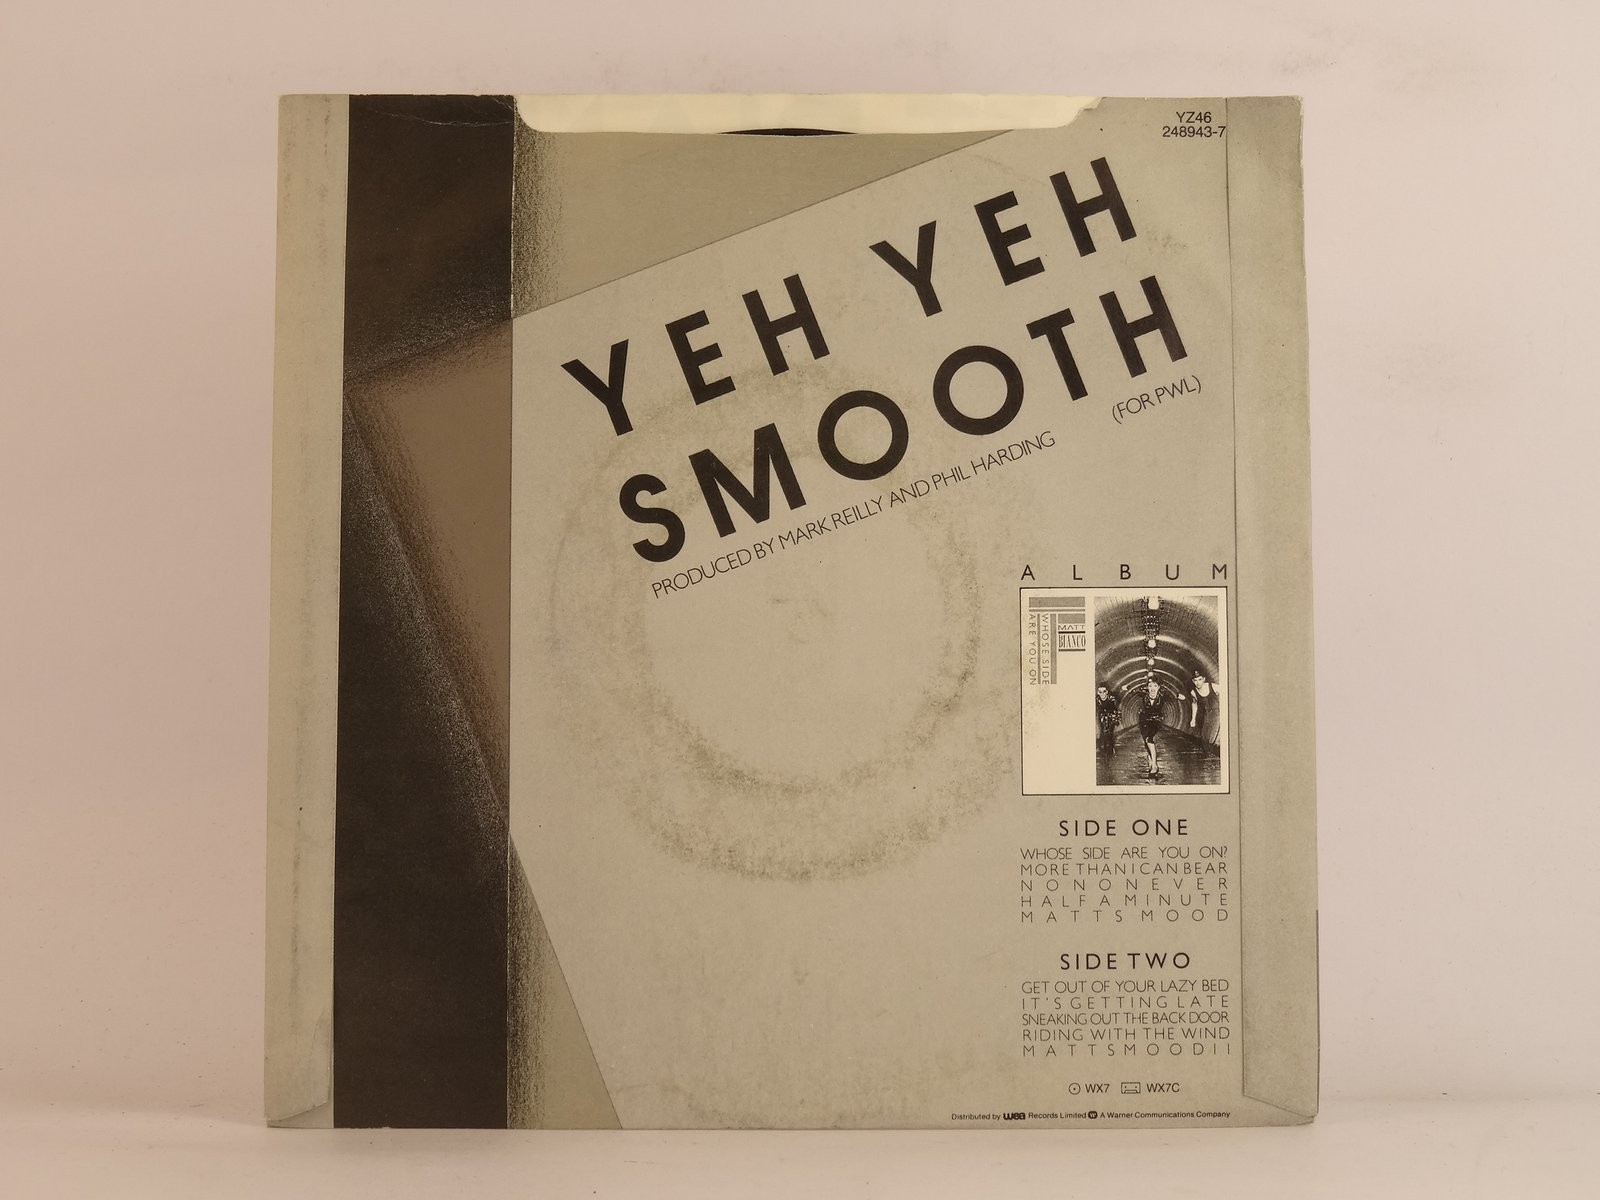 YZ46
248943-7
YEH YEH
SMOOTH
(FOR PWL)
PRODUCED BY MARK REILLY AND PHIL HARDING
ALBUM
MATT
BIANCO
WHOSE SIDE
ARE YOU ON
SIDE ONE
WHOSE SIDE ARE YOU ON?
MORE THAN I CAN BEAR
NO NO NEVER
HALF A MINUTE
MATTS MOOD
SIDE TWO
GET OUT OF YOUR LAZY BED
IT'S GETTING LATE
SNEAKING OUT THE BACK DOOR
RIDING WITH THE WIND
MATTS MOOD II
WX7 WX7C
Distributed by wea Records Limited A Warner Communications Company